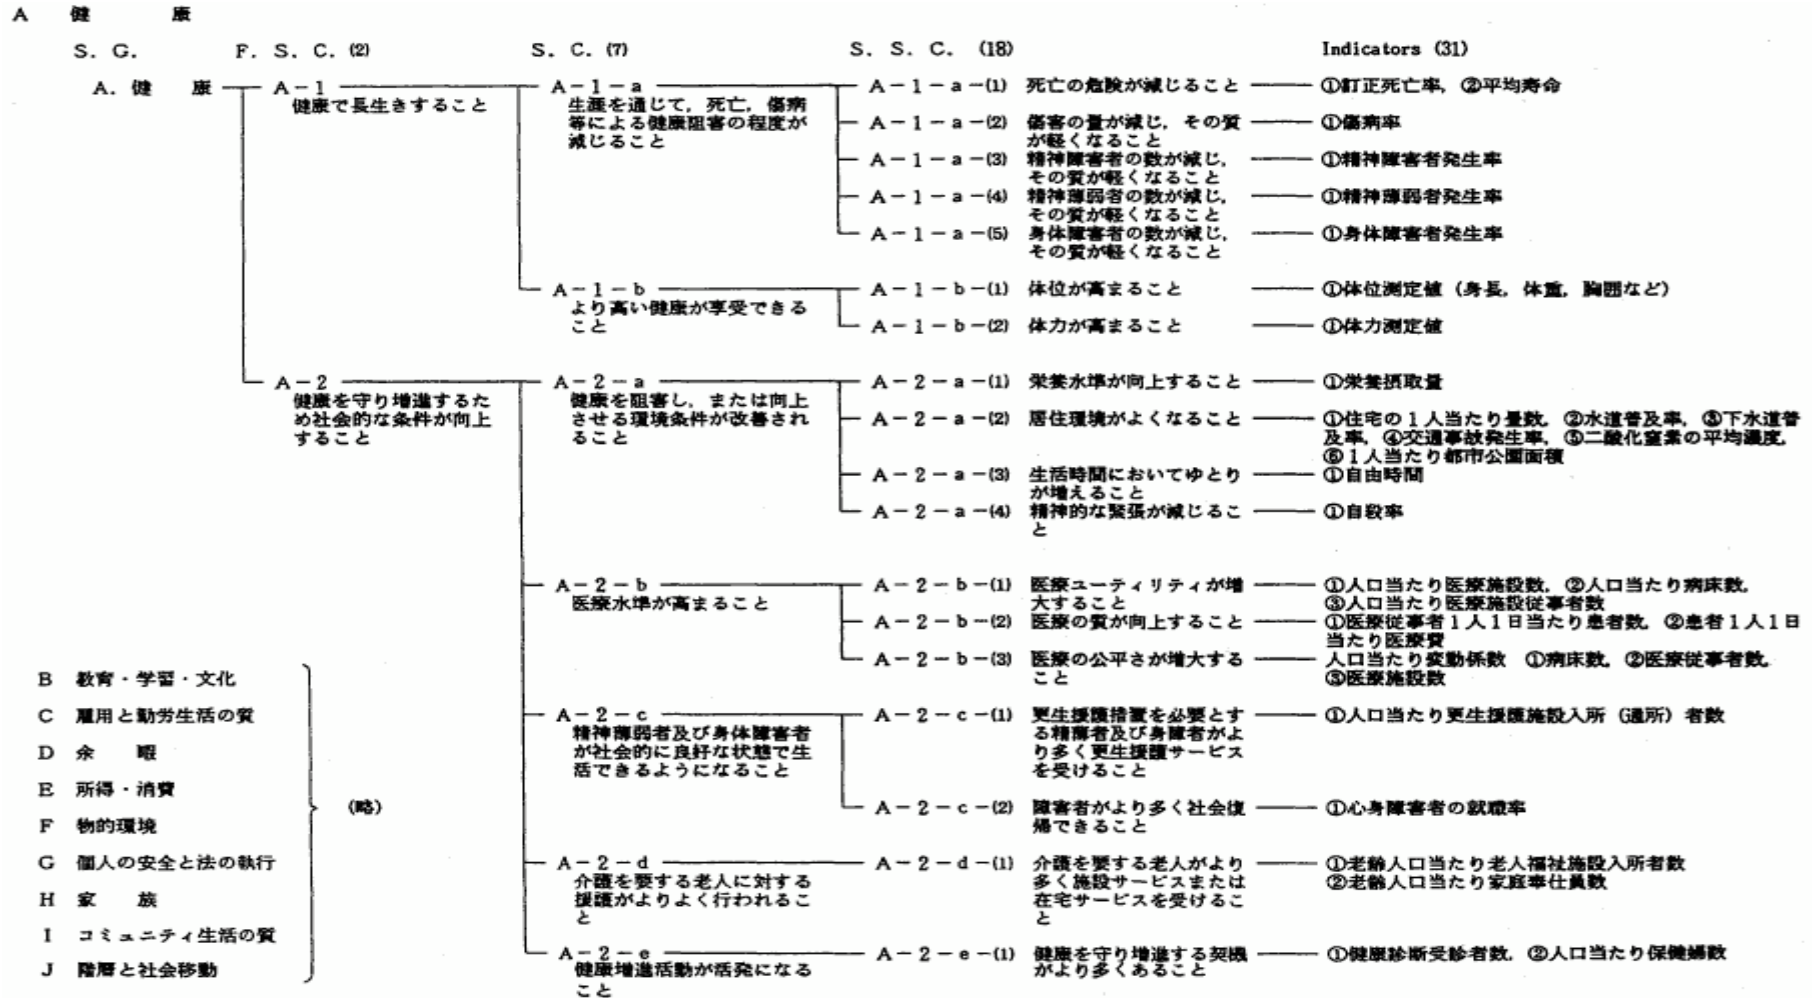 A 健康
S. G. F. S. C. (2) S. C. (7) S. S. C. (18) Indicators (31)
A. 健康 A-1 A-1-a A-1-a-(1) 死亡の危険が減じること ①訂正死亡率, ②平均寿命
健康で長生きすること
生涯を通じて, 死亡, 傷病
等による健康阻害の程度が
減じること
A-1-a-(2) 傷害の量が減じ, その質 ①傷病率
が軽くなること
A-1-a-(3) 精神障害者の数が減じ, ①精神障害者発生率
その質が軽くなること
A-1-a-(4) 精神薄弱者の数が減じ, ①精神薄弱者発生率
その質が軽くなること
A-1-a-(5) 身体障害者の数が減じ, ①身体障害者発生率
その質が軽くなること
A-1-b A-1-b-(1) 体位が高まること ①体位測定値 (身長, 体重, 胸囲など)
より高い健康が享受できる
こと
A-1-b-(2) 体力が高まること ①体力測定値
A-2 A-2-a A-2-a-(1) 栄養水準が向上すること ①栄養摂取量
健康を守り増進するた
め社会的な条件が向上
すること
健康を阻害し, または向上
させる環境条件が改善され
ること
A-2-a-(2) 居住環境がよくなること ①住宅の1人当たり畳数, ②水道普及率, ③下水道普
及率, ④交通事故発生率, ⑤二酸化窒素の平均濃度,
⑥1人当たり都市公園面積
A-2-a-(3) 生活時間においてゆとり ①自由時間
が増えること
A-2-a-(4) 精神的な緊張が減じるこ ①自殺率
と
A-2-b A-2-b-(1) 医療ユーティリティが増 ①人口当たり医療施設数, ②人口当たり病床数,
医療水準が高まること
大すること ③人口当たり医療施設従事者数
A-2-b-(2) 医療の質が向上すること ①医療従事者1人1日当たり患者数, ②患者1人1日
当たり医療費
A-2-b-(3) 医療の公平さが増大する 人口当たり変動係数 ①病床数, ②医療従事者数,
こと ③医療施設数
A-2-c A-2-c-(1) 更生援護措置を必要とす ①人口当たり更生援護施設入所 (通所) 者数
精神薄弱者及び身体障害者
が社会的に良好な状態で生
活できるようになること
る精薄者及び身障者がよ
り多く更生援護サービス
を受けること
A-2-c-(2) 障害者がより多く社会復 ①心身障害者の就職率
帰できること
A-2-d A-2-d-(1) 介護を要する老人がより ①老齢人口当たり老人福祉施設入所者数
介護を要する老人に対する
援護がよりよく行われるこ
と
多く施設サービスまたは ②老齢人口当たり家庭奉仕員数
在宅サービスを受けるこ
と
A-2-e A-2-e-(1) 健康を守り増進する契機 ①健康診断受診者数, ②人口当たり保健婦数
健康増進活動が活発になる
こと
がより多くあること
B 教育・学習・文化
C 雇用と勤労生活の質
D 余暇
E 所得・消費
F 物的環境
G 個人の安全と法の執行
H 家族
I コミュニティ生活の質
J 階層と社会移動
(略)